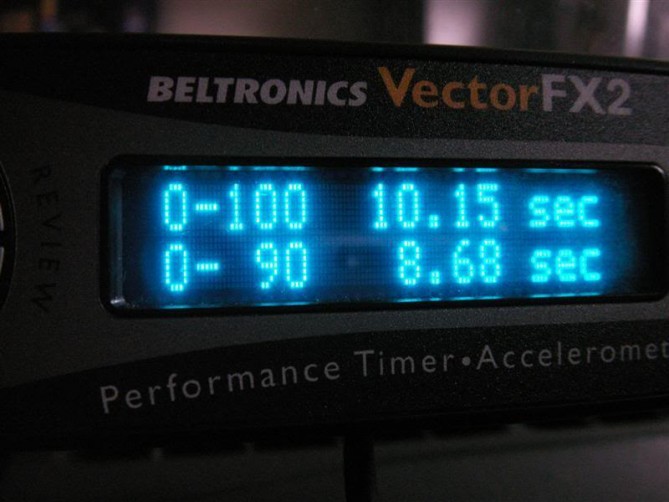 BELTRONICS VectorFX2
REVIEW
0-100 10.15 sec
0- 90 8.68 sec
Performance Timer•Acceleromet